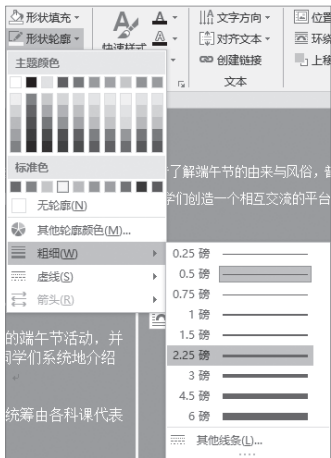 形状填充
文字方向
位置
形状轮廓
对齐文本
环绕
快速样式
创建链接
上移
文本
主题颜色
标准色
无轮廓(N)
其他轮廓颜色(M)...
粗细(W)
虚线(S)
箭头(R)
了解端午节的由来与风俗，
学们创造一个相互交流的平台
0.25 磅
0.5 磅
0.75 磅
1 磅
1.5 磅
2.25 磅
3 磅
4.5 磅
6 磅
其他线条(L)...
的端午节活动，并
同学们系统地介绍
统筹由各科课代表